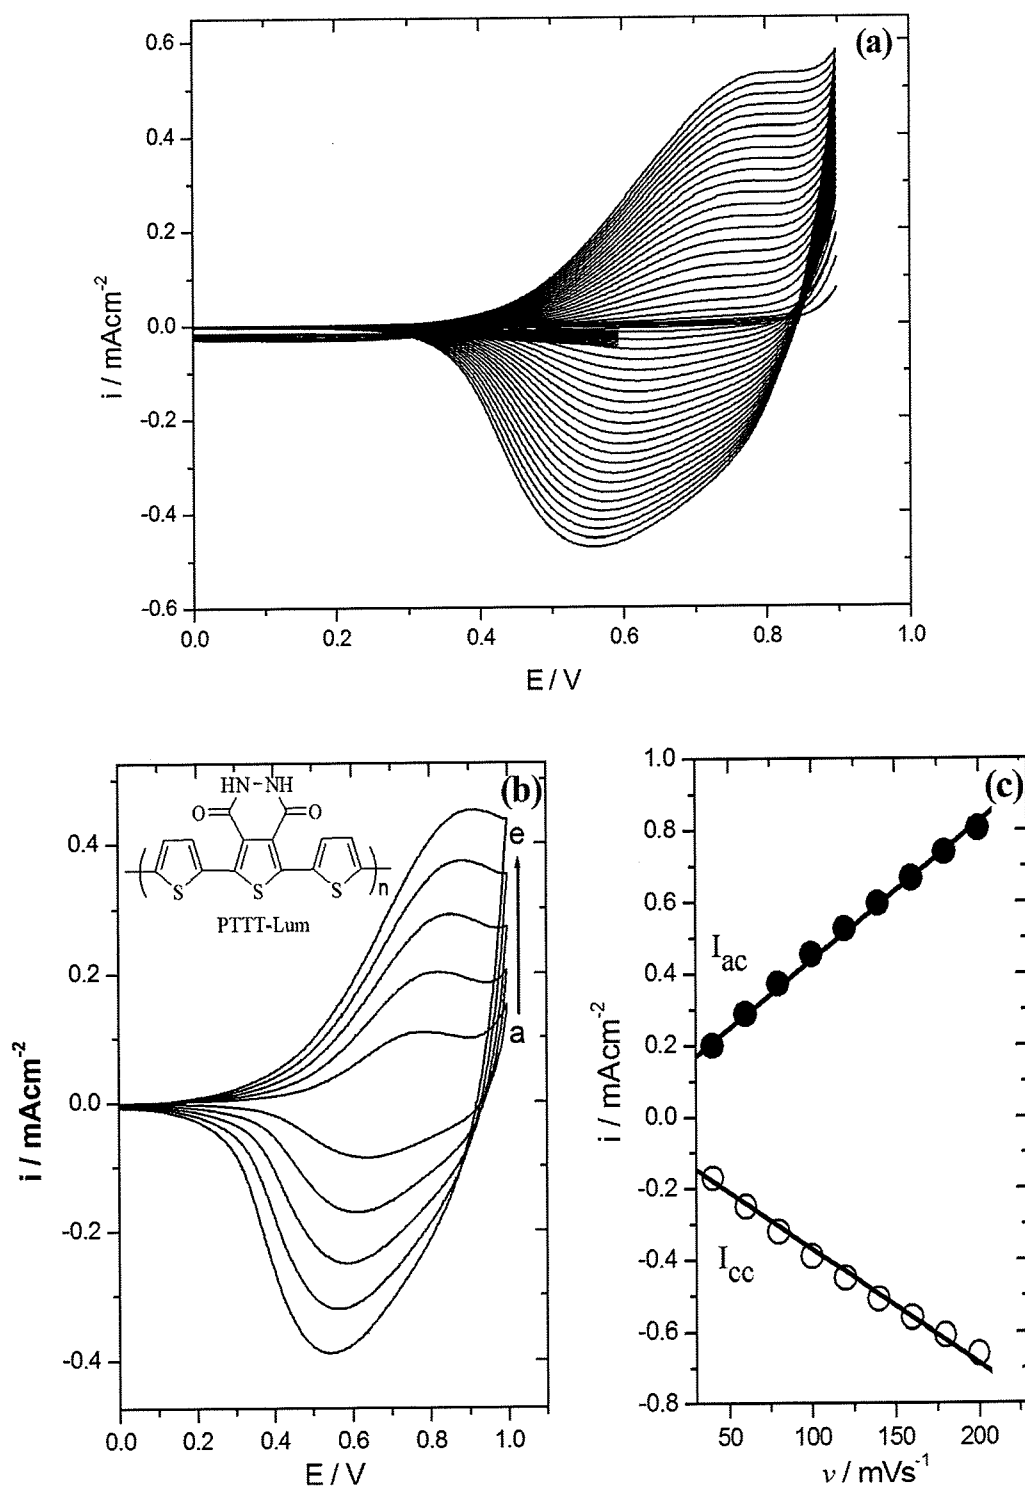 (a)
0.6
0.4
0.2
0.0
-0.2
-0.4
-0.6
i / mAcm-2
0.0 0.2 0.4 0.6 0.8 1.0
E / V
(b)
HN-NH
O O
S S S
n
PTTT-Lum
e
a
0.4
0.2
0.0
-0.2
-0.4
i / mAcm-2
0.0 0.2 0.4 0.6 0.8 1.0
E / V
(c)
1.0
0.8
0.6
0.4
0.2
0.0
-0.2
-0.4
-0.6
-0.8
Iac
Icc
i / mAcm-2
50 100 150 200
ν / mVs-1